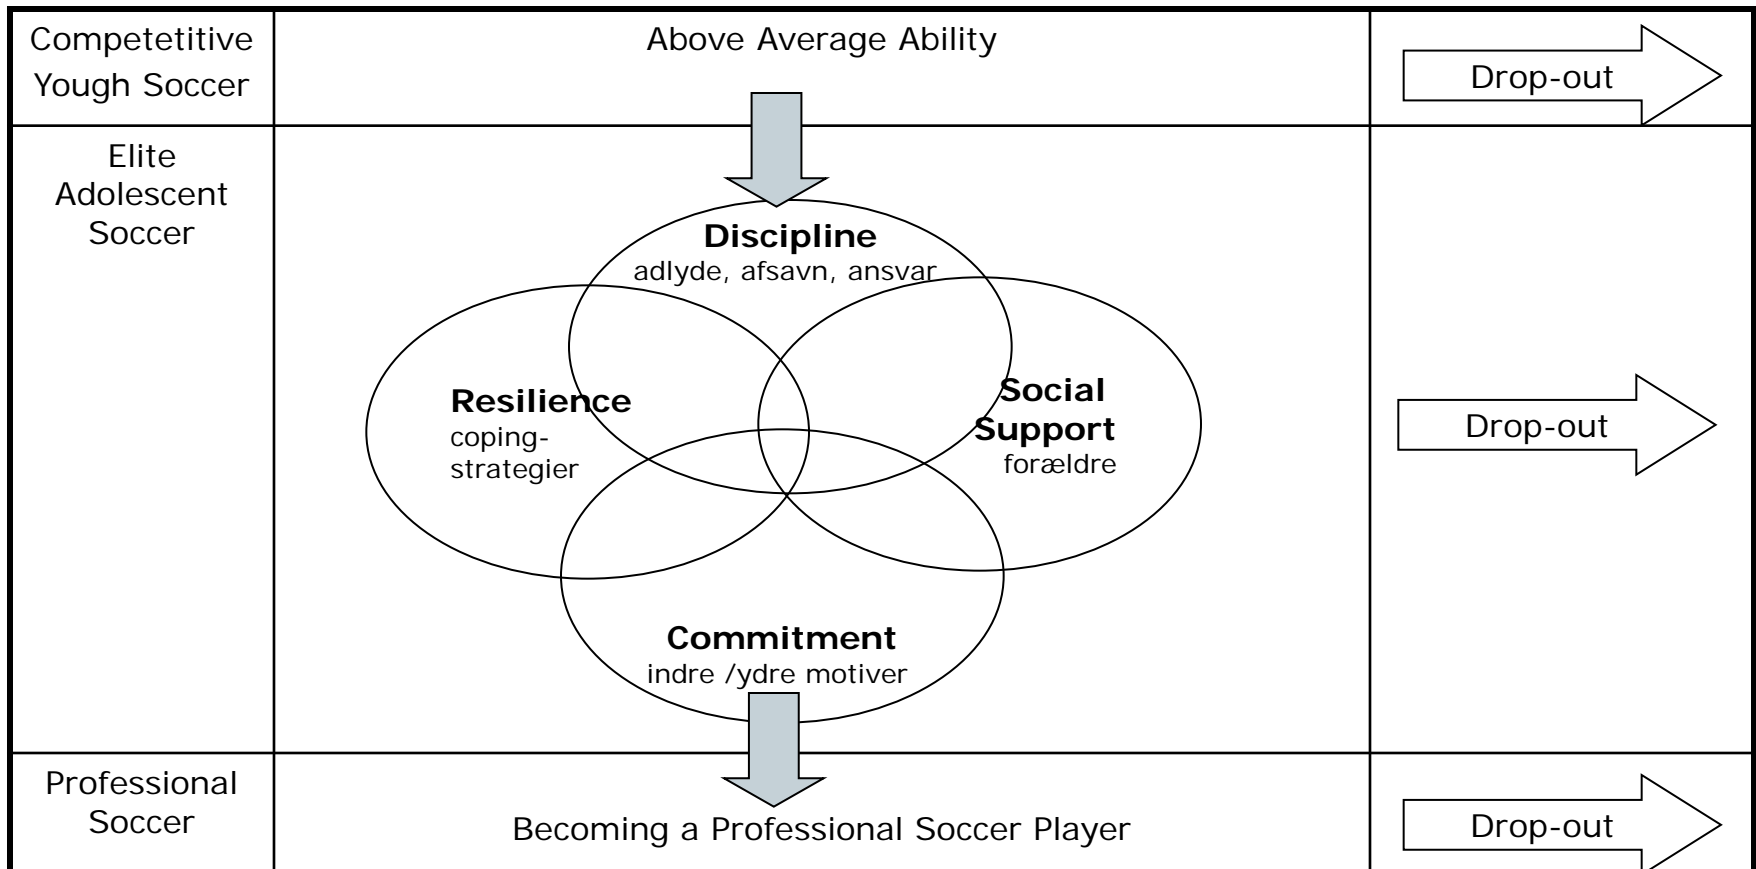 Competetitive
Yough Soccer
Above Average Ability
Drop-out
Elite
Adolescent
Soccer
Discipline
adlyde, afsavn, ansvar
Resilience
coping-
strategier
Social
Support
forældre
Commitment
indre /ydre motiver
Drop-out
Professional
Soccer
Becoming a Professional Soccer Player
Drop-out